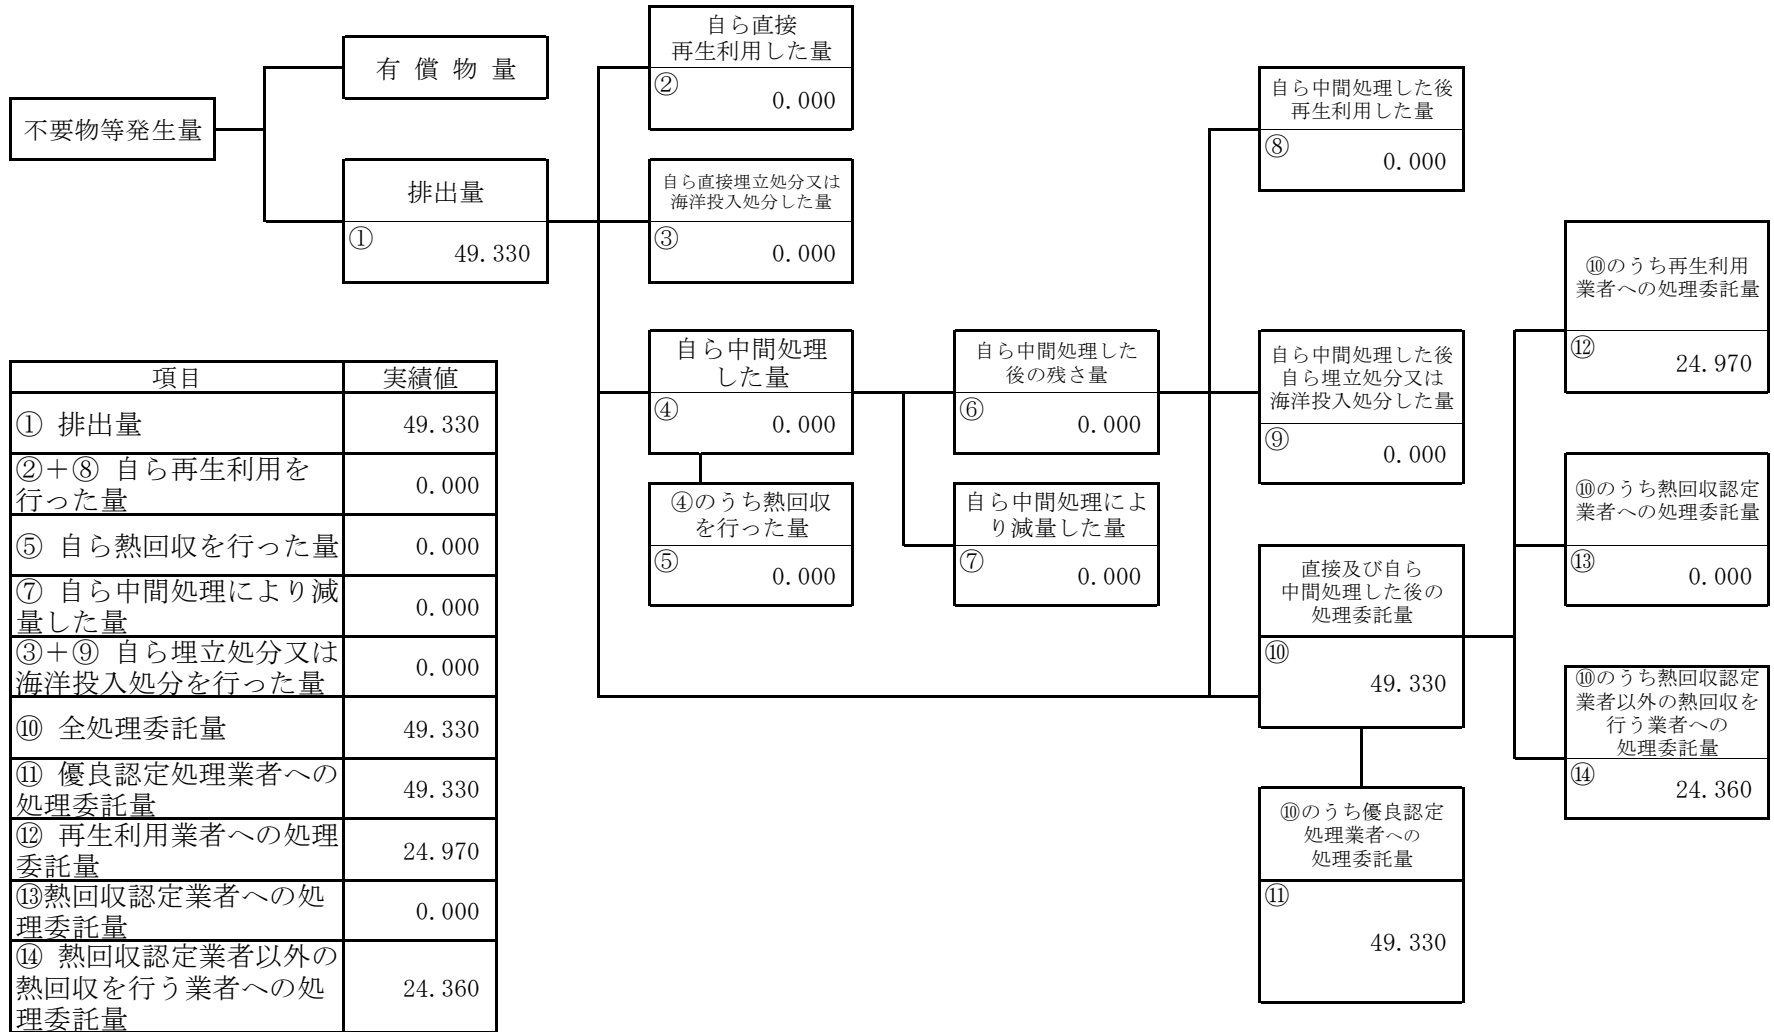 不要物等発生量
有 償 物 量
排出量
①
49.330
自ら直接
再生利用した量
②
0.000
自ら直接埋立処分又は
海洋投入処分した量
③
0.000
自ら中間処理
した量
④
0.000
④のうち熱回収
を行った量
⑤
0.000
自ら中間処理した
後の残さ量
⑥
0.000
自ら中間処理によ
り減量した量
⑦
0.000
自ら中間処理した後
再生利用した量
⑧
0.000
自ら中間処理した後
自ら埋立処分又は
海洋投入処分した量
⑨
0.000
直接及び自ら
中間処理した後の
処理委託量
⑩
49.330
⑩のうち優良認定
処理業者への
処理委託量
⑪
49.330
⑩のうち再生利用
業者への処理委託量
⑫
24.970
⑩のうち熱回収認定
業者への処理委託量
⑬
0.000
⑩のうち熱回収認定
業者以外の熱回収を
行う業者への
処理委託量
⑭
24.360
項目 実績値
① 排出量 49.330
②+⑧ 自ら再生利用を
行った量 0.000
⑤ 自ら熱回収を行った量 0.000
⑦ 自ら中間処理により減
量した量 0.000
③+⑨ 自ら埋立処分又は
海洋投入処分を行った量 0.000
⑩ 全処理委託量 49.330
⑪ 優良認定処理業者への
処理委託量 49.330
⑫ 再生利用業者への処理
委託量 24.970
⑬熱回収認定業者への処
理委託量 0.000
⑭ 熱回収認定業者以外の
熱回収を行う業者への処
理委託量 24.360